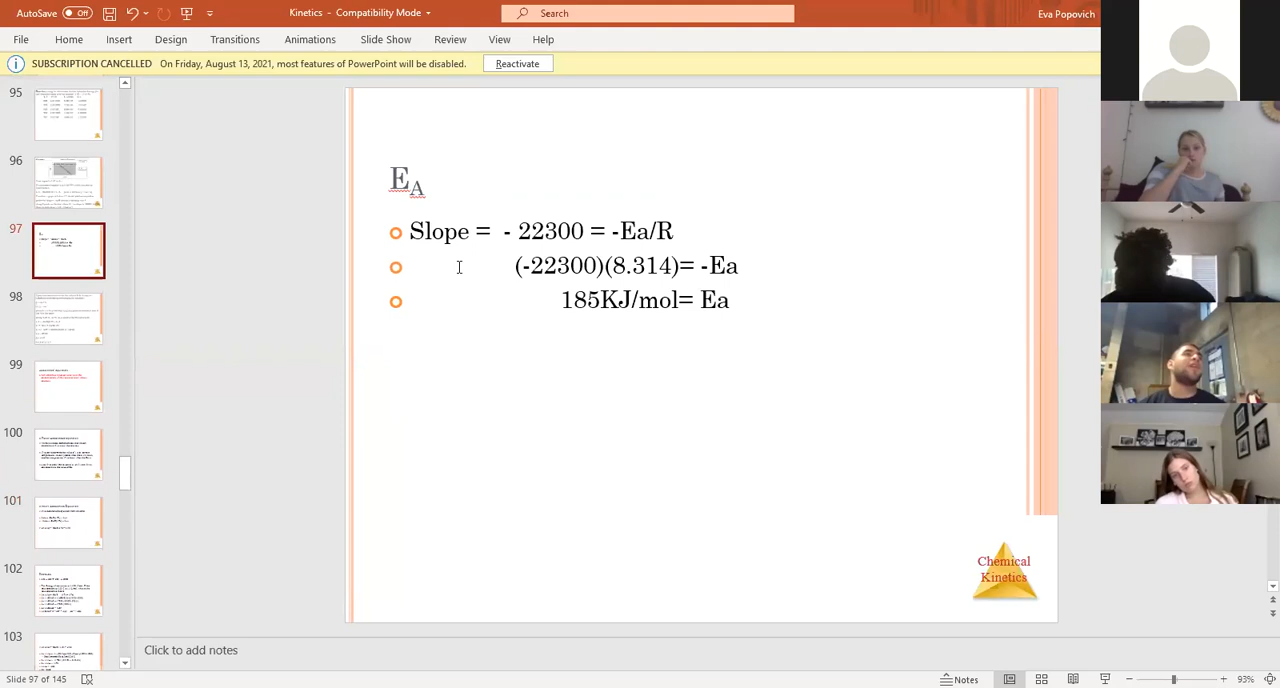 AutoSave Off Kinetics - Compatibility Mode Search Eva Popovich
File Home Insert Design Transitions Animations Slide Show Review View Help
SUBSCRIPTION CANCELLED On Friday, August 13, 2021, most features of PowerPoint will be disabled. Reactivate
95
96
97
98
99
100
101
102
103
EA
Slope = - 22300 = -Ea/R
(-22300)(8.314)= -Ea
185KJ/mol= Ea
Chemical
Kinetics
Click to add notes
Slide 97 of 145 Notes 93%